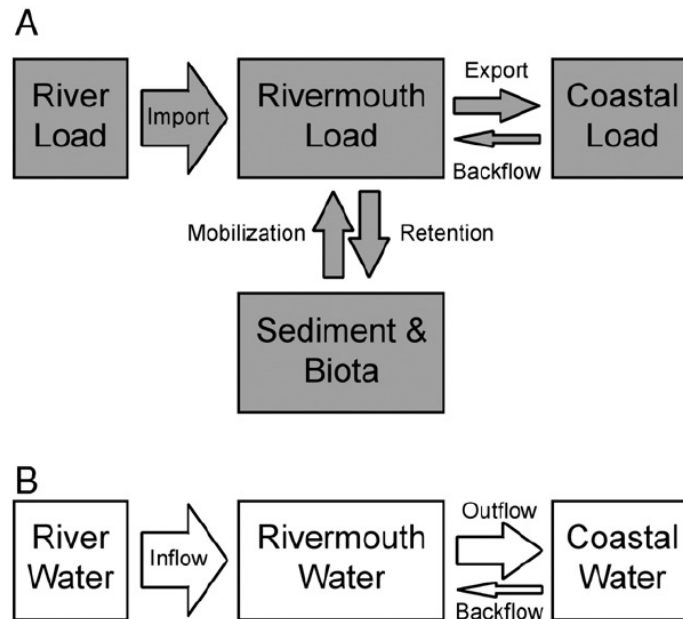 A
River
Load
Import
Rivermouth
Load
Export
Backflow
Coastal
Load
Mobilization
Retention
Sediment &
Biota
B
River
Water
Inflow
Rivermouth
Water
Outflow
Backflow
Coastal
Water